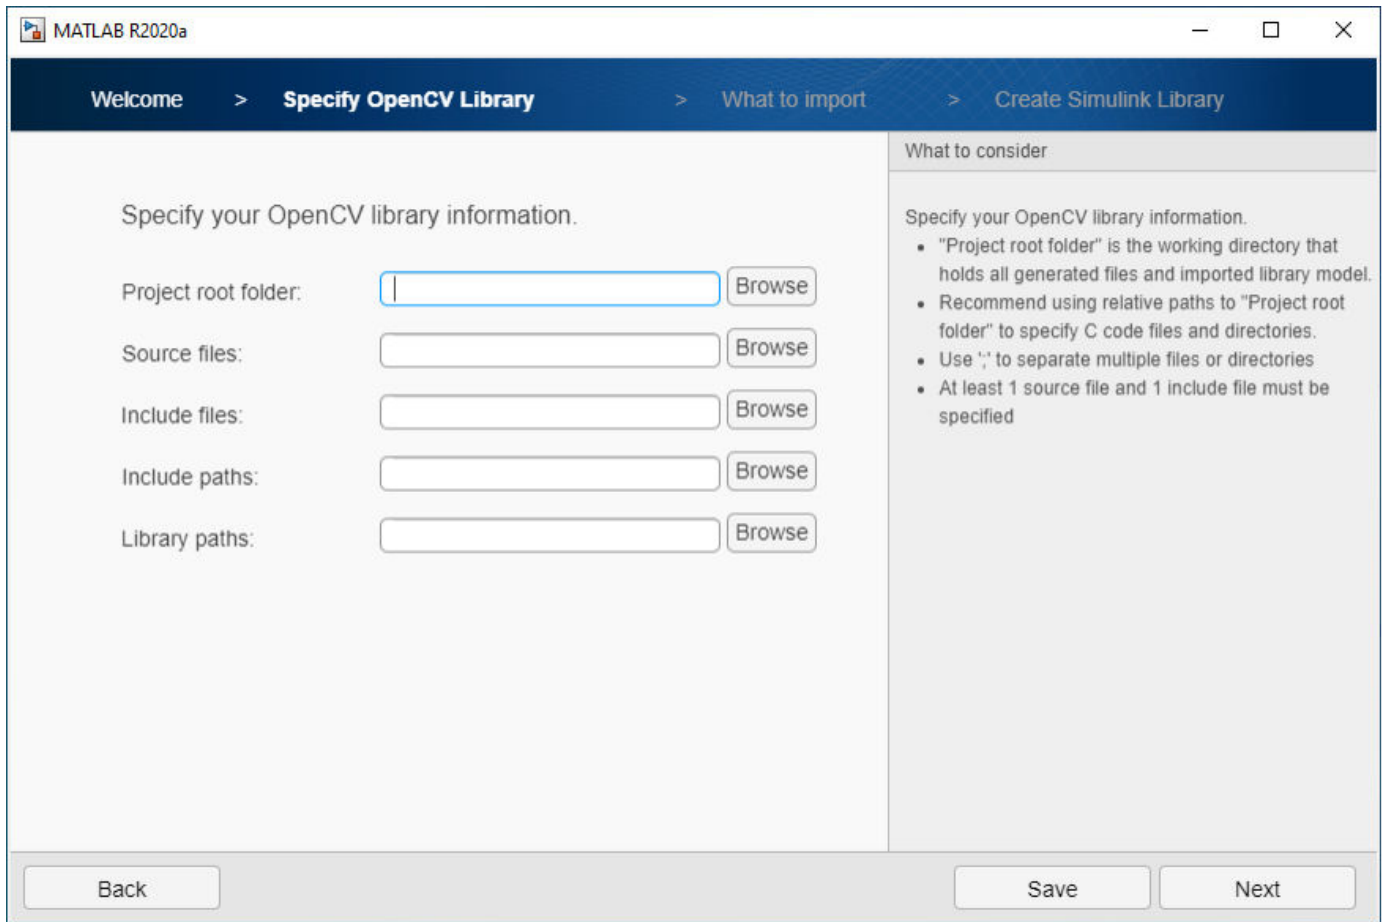 MATLAB R2020a
Welcome > Specify OpenCV Library > What to import > Create Simulink Library
What to consider
Specify your OpenCV library information.
Project root folder: Browse
Source files: Browse
Include files: Browse
Include paths: Browse
Library paths: Browse
Specify your OpenCV library information.
• "Project root folder" is the working directory that
holds all generated files and imported library model.
• Recommend using relative paths to "Project root
folder" to specify C code files and directories.
• Use ';' to separate multiple files or directories
• At least 1 source file and 1 include file must be
specified
Back Save Next